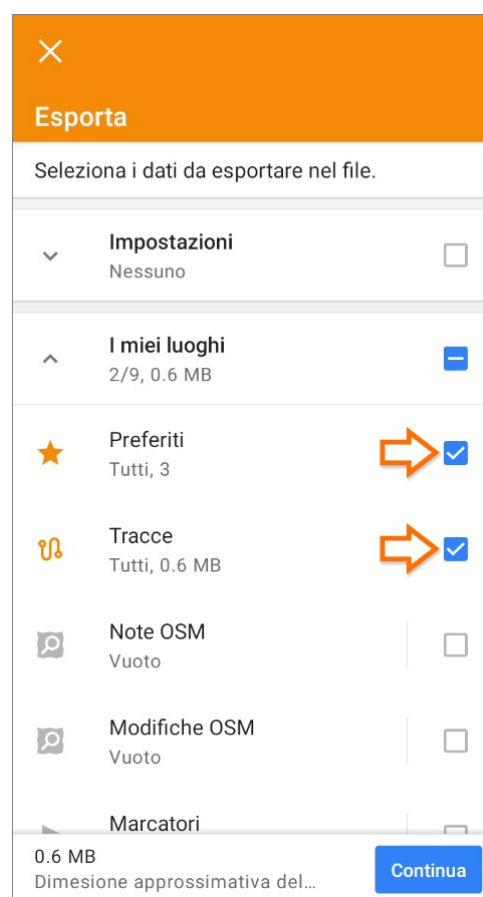 Esporta
Seleziona i dati da esportare nel file.
Impostazioni
Nessuno
I miei luoghi
2/9, 0.6 MB
Preferiti
Tutti, 3
Tracce
Tutti, 0.6 MB
Note OSM
Vuoto
Modifiche OSM
Vuoto
Marcatori
0.6 MB
Dimesione approssimativa del...
Continua